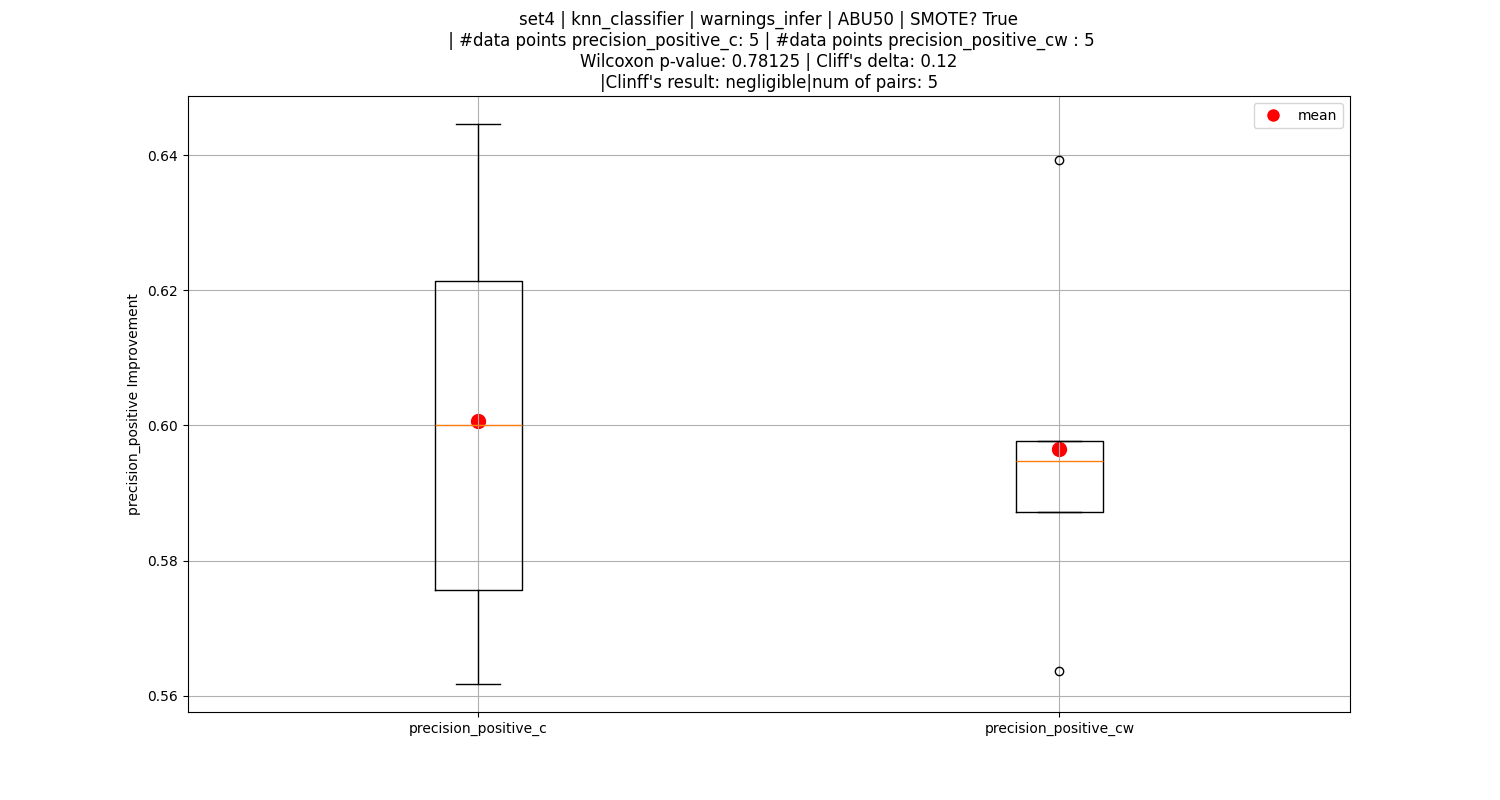 set4 | knn_classifier | warnings_infer | ABU50 | SMOTE? True
| #data points precision_positive_c: 5 | #data points precision_positive_cw : 5
Wilcoxon p-value: 0.78125 | Cliff's delta: 0.12
|Clinff's result: negligible|num of pairs: 5
mean
0.64
0.62
0.60
0.58
0.56
precision_positive Improvement
precision_positive_c
precision_positive_cw